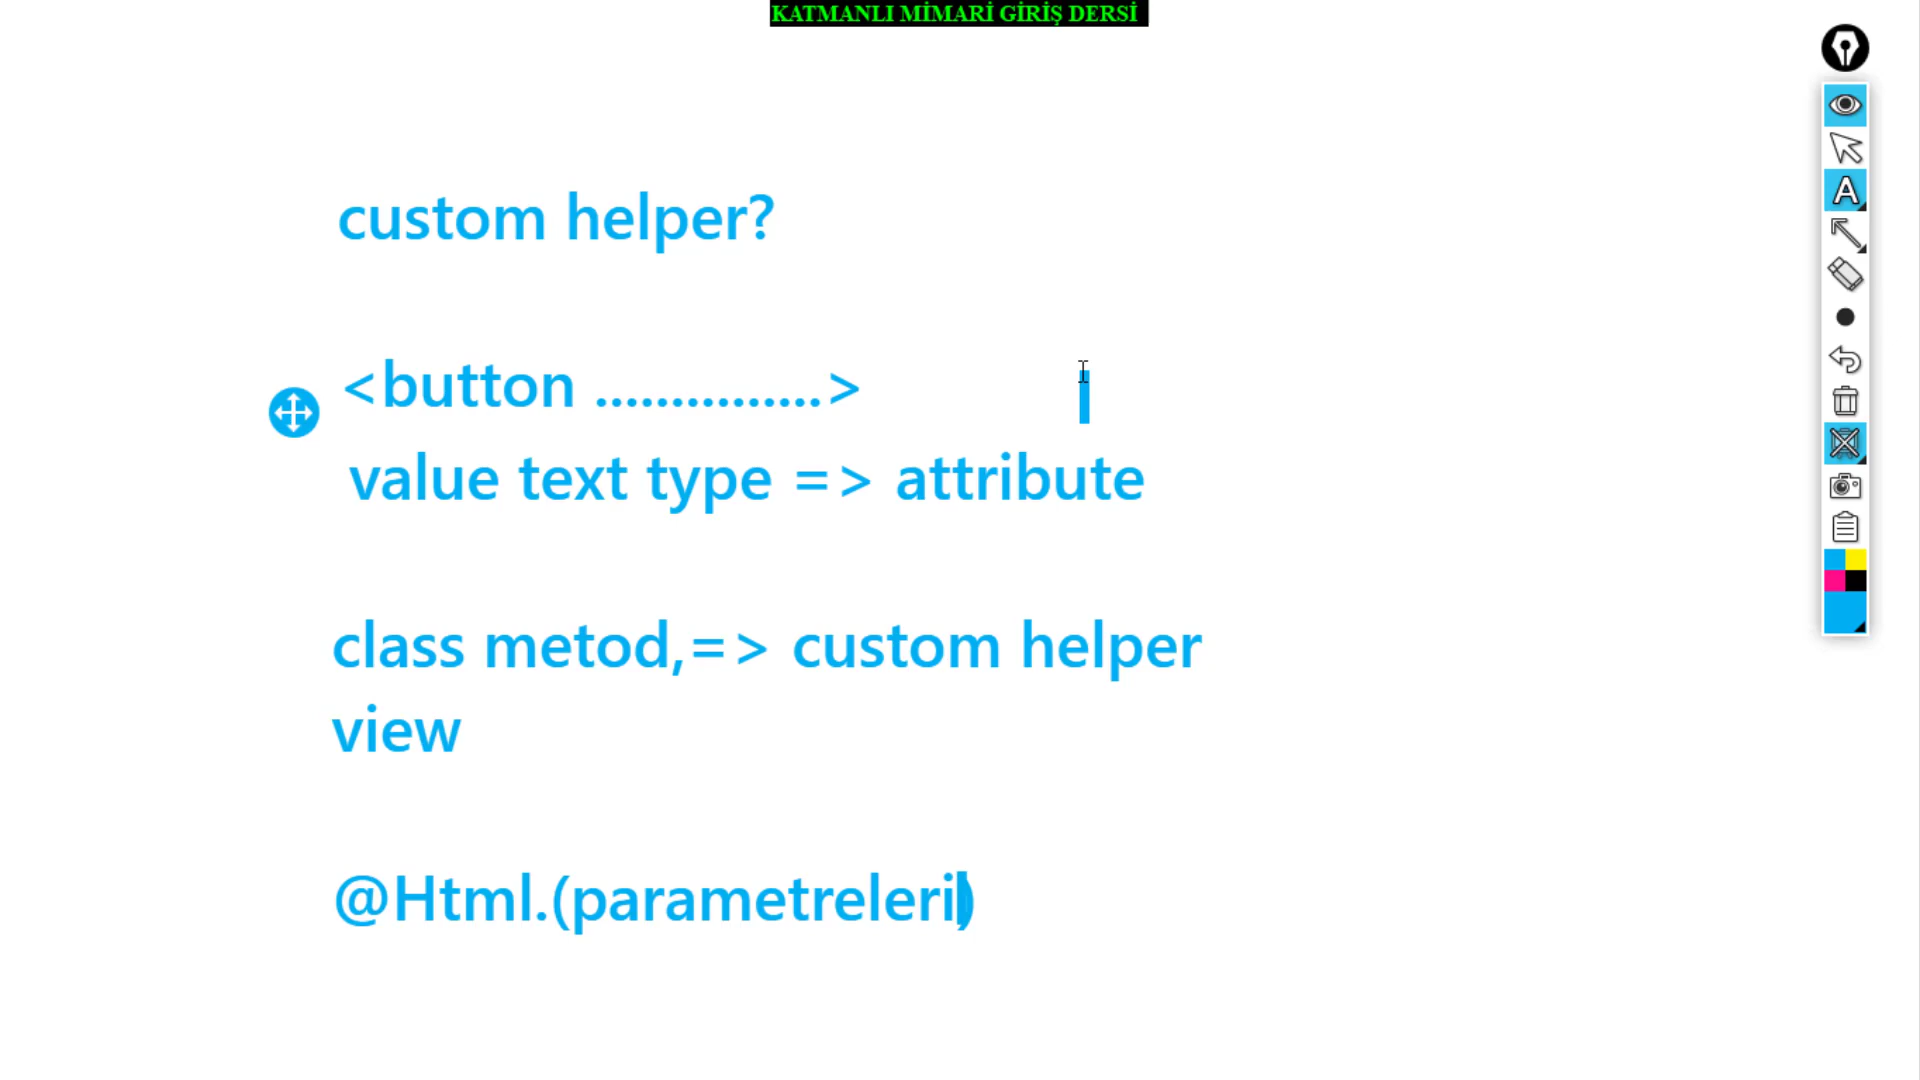 KATMANLI MİMARİ GİRİŞ DERSİ
custom helper?
<button ...............>
value text type => attribute
class metod,=> custom helper
view
@Html.(parametreleri)